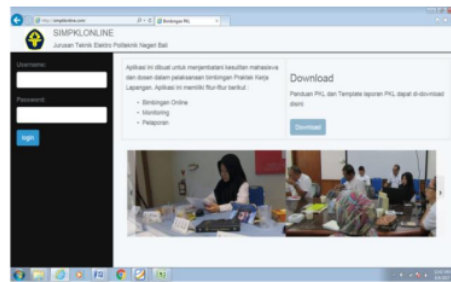 Bimbingan PKL
SIMPKLONLINE
Jurusan Teknik Elektro Politeknik Negeri Bali
Username:
Password:
login
Aplikasi ini dibuat untuk menjembatani kesulitan mahasiswa
dan dosen dalam pelaksanaan bimbingan Praktek Kerja
Lapangan. Aplikasi ini memiliki fitur-fitur berikut :
Bimbingan Online
Monitoring
Pelaporan
Download
Panduan PKL dan Template laporan PKL dapat di-download
disini:
Download